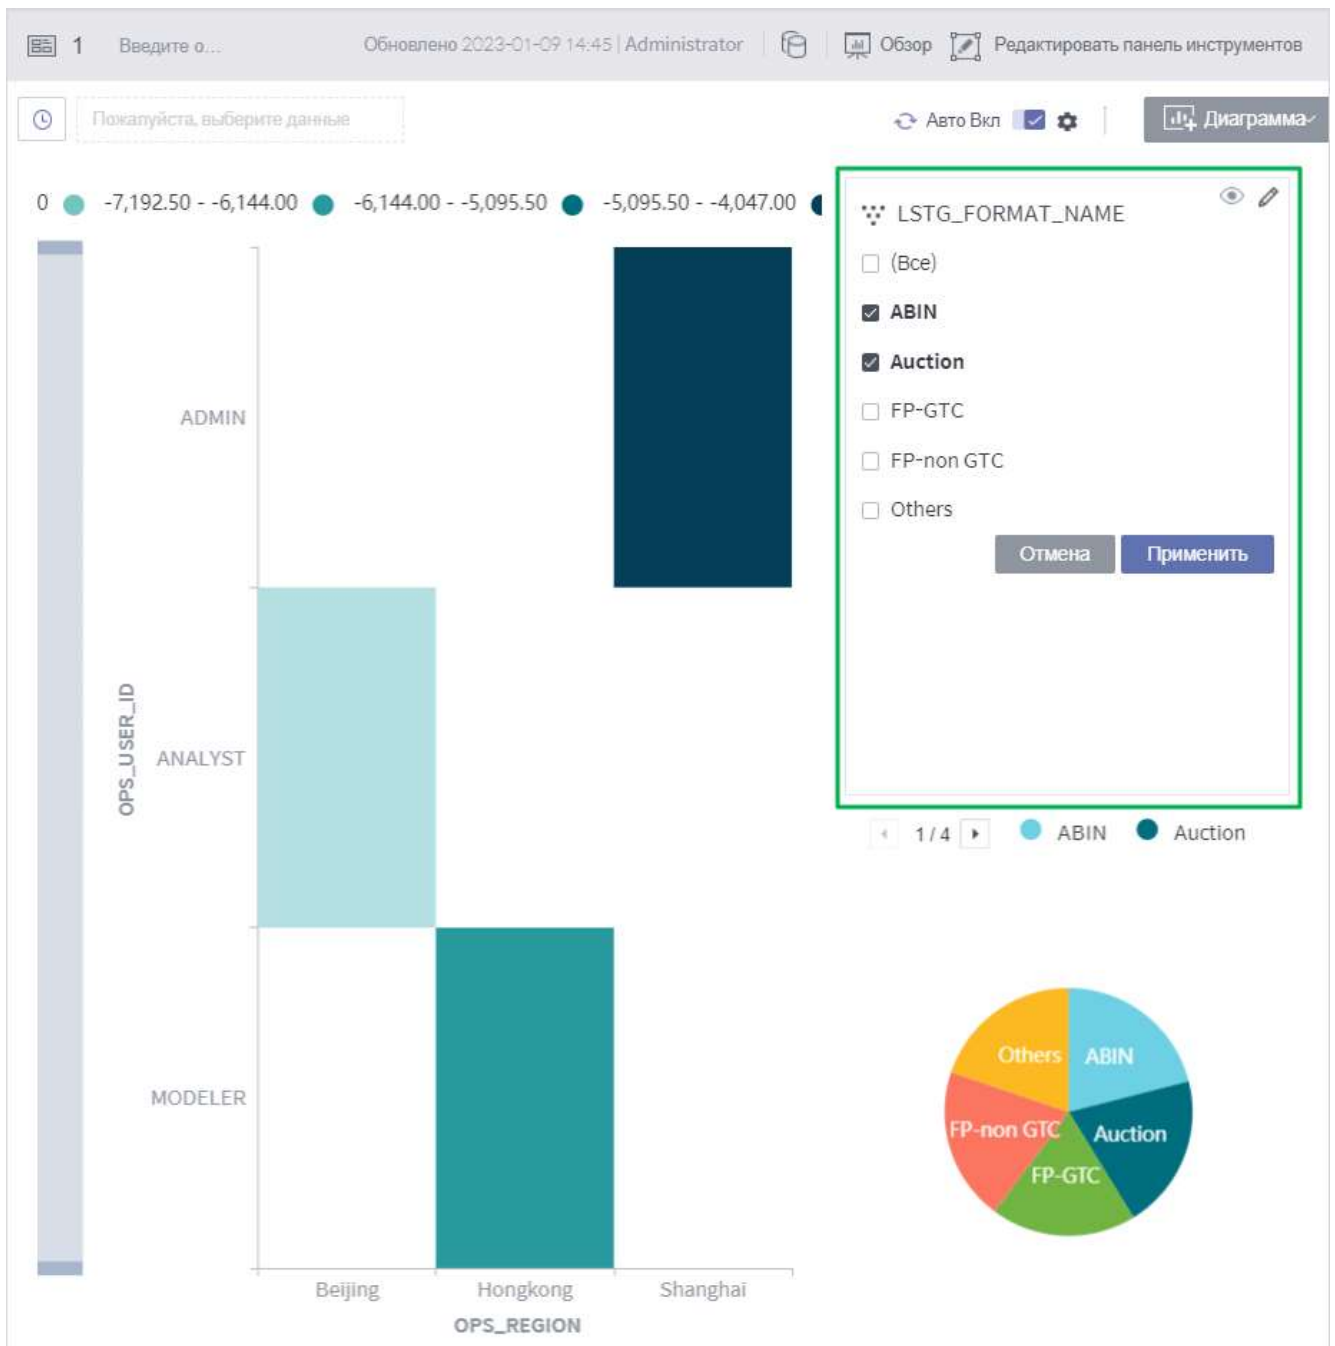 1 Введите о... Обновлено 2023-01-09 14:45 | Administrator Обзор Редактировать панель инструментов
Пожалуйста, выберите данные Авто Вкл Диаграмма
0 -7,192.50 - -6,144.00 -6,144.00 - -5,095.50 -5,095.50 - -4,047.00
LSTG_FORMAT_NAME
(Все)
ABIN
Auction
FP-GTC
FP-non GTC
Others
Отмена Применить
1 / 4 ABIN Auction
OPS_USER_ID
ADMIN
ANALYST
MODELER
Beijing Hongkong Shanghai
OPS_REGION
Others ABIN
FP-non GTC Auction
FP-GTC